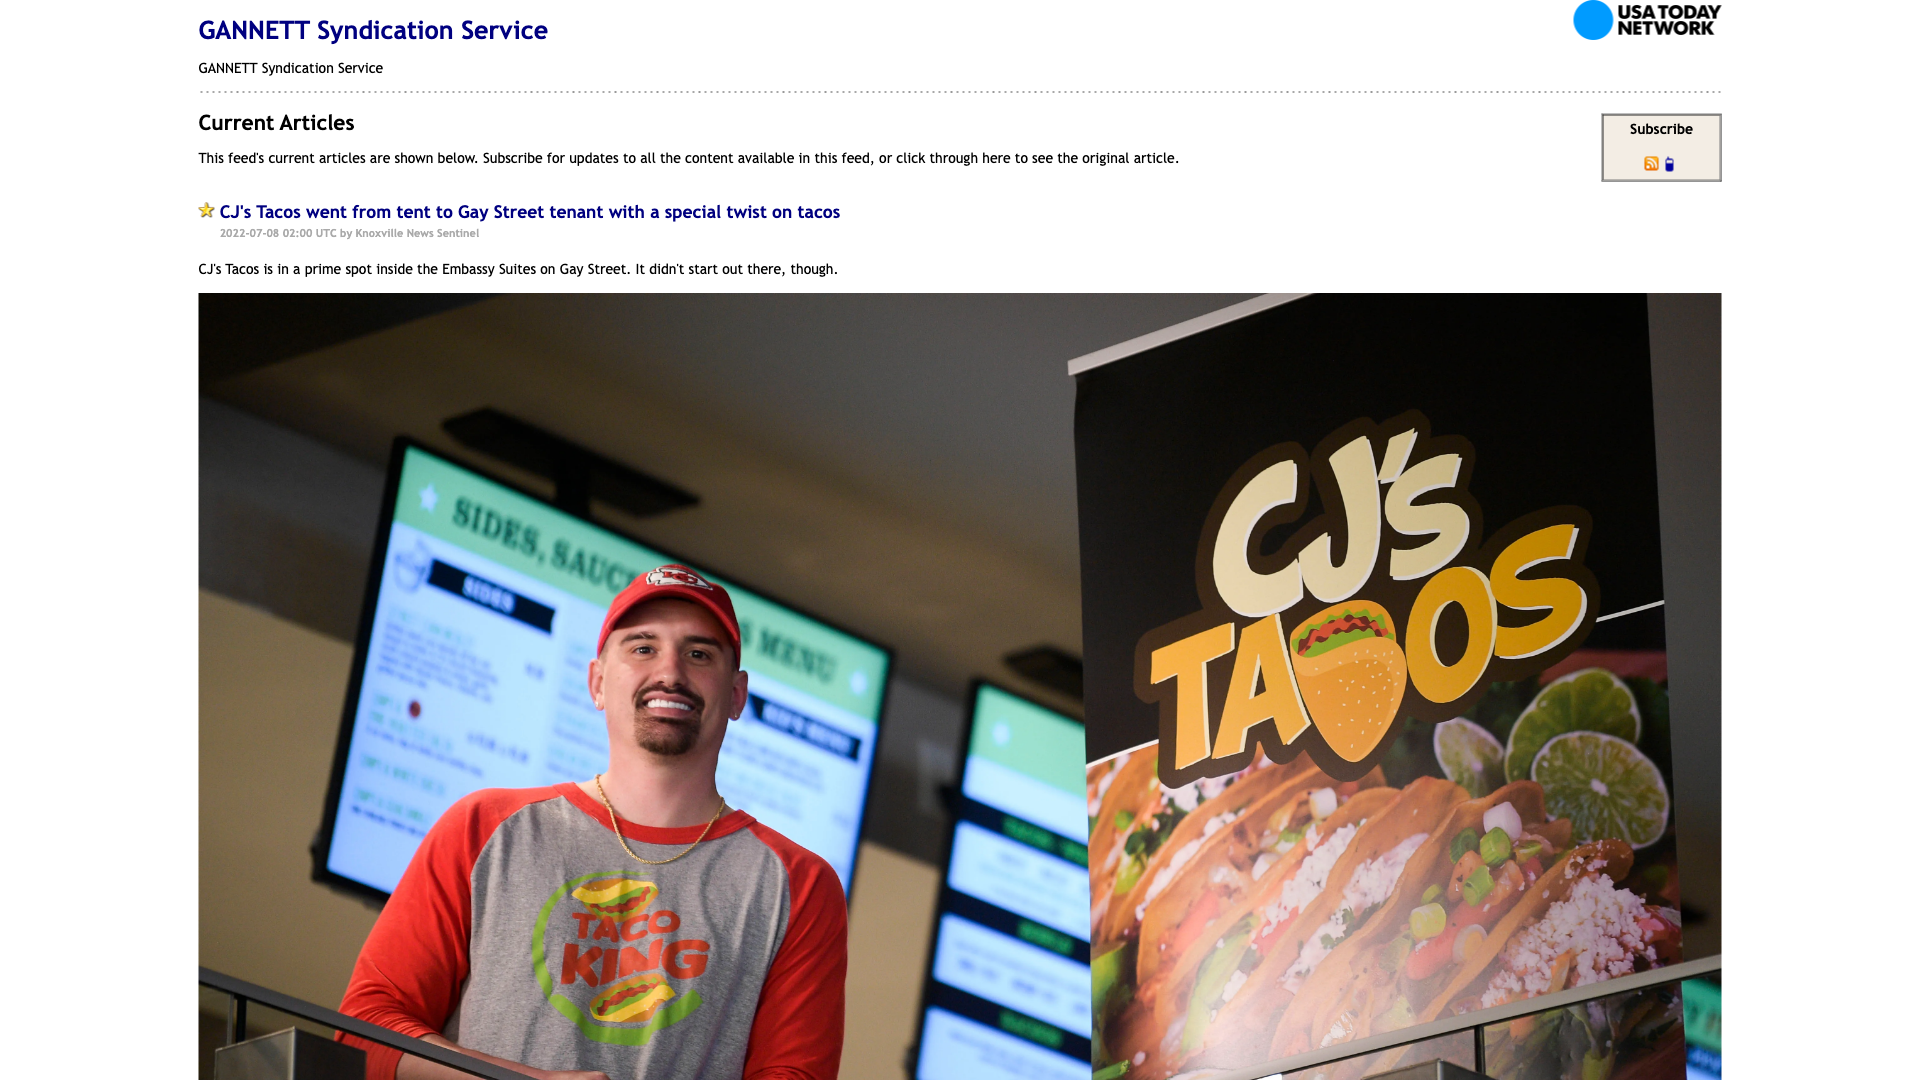 GANNETT Syndication Service
USA TODAY
NETWORK
GANNETT Syndication Service
Current Articles
Subscribe
This feed's current articles are shown below. Subscribe for updates to all the content available in this feed, or click through here to see the original article.
CJ's Tacos went from tent to Gay Street tenant with a special twist on tacos
2022-07-08 02:00 UTC by Knoxville News Sentinel
CJ's Tacos is in a prime spot inside the Embassy Suites on Gay Street. It didn't start out there, though.
CJ's
TACOS
SIDES, SAUC
S MENU
SIDES
KC
TACO
KING